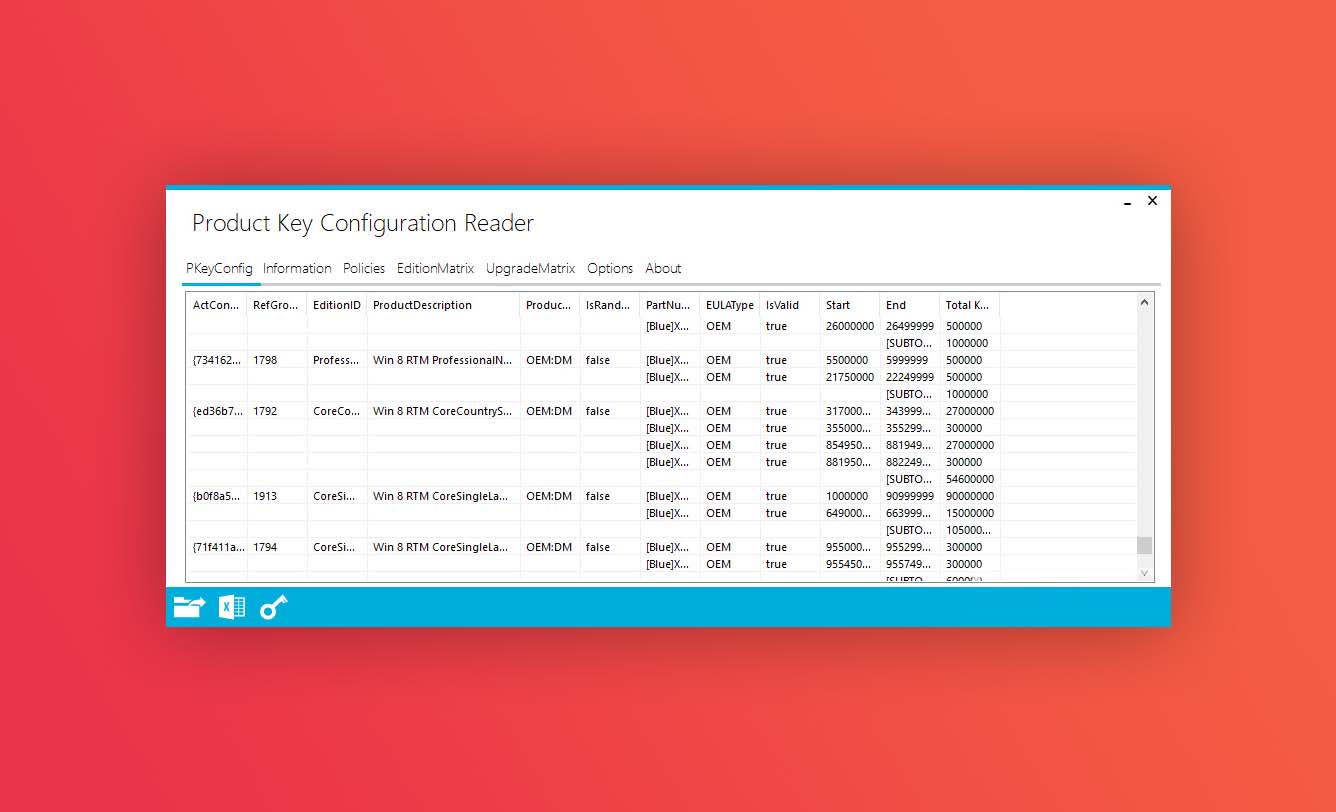 Product Key Configuration Reader
PKeyConfig Information Policies EditionMatrix UpgradeMatrix Options About
ActCon... RefGro... EditionID ProductDescription Produc... IsRand... PartNu... EULAType IsValid Start End Total K...
[Blue]X... OEM true 26000000 26499999 500000
[SUBTO... 1000000
{734162... 1798 Profess... Win 8 RTM ProfessionalN... OEM:DM false [Blue]X... OEM true 5500000 5999999 500000
[Blue]X... OEM true 21750000 22249999 500000
[SUBTO... 1000000
{ed36b7... 1792 CoreCo... Win 8 RTM CoreCountryS... OEM:DM false [Blue]X... OEM true 317000... 343999... 27000000
[Blue]X... OEM true 355000... 355299... 300000
[Blue]X... OEM true 854950... 881949... 27000000
[Blue]X... OEM true 881950... 882249... 300000
[SUBTO... 54600000
{b0f8a5... 1913 CoreSi... Win 8 RTM CoreSingleLa... OEM:DM false [Blue]X... OEM true 1000000 90999999 90000000
[Blue]X... OEM true 649000... 663999... 15000000
[SUBTO... 105000...
{71f411a... 1794 CoreSi... Win 8 RTM CoreSingleLa... OEM:DM false [Blue]X... OEM true 955000... 955299... 300000
[Blue]X... OEM true 955450... 955749... 300000
[SUBTO... 600000